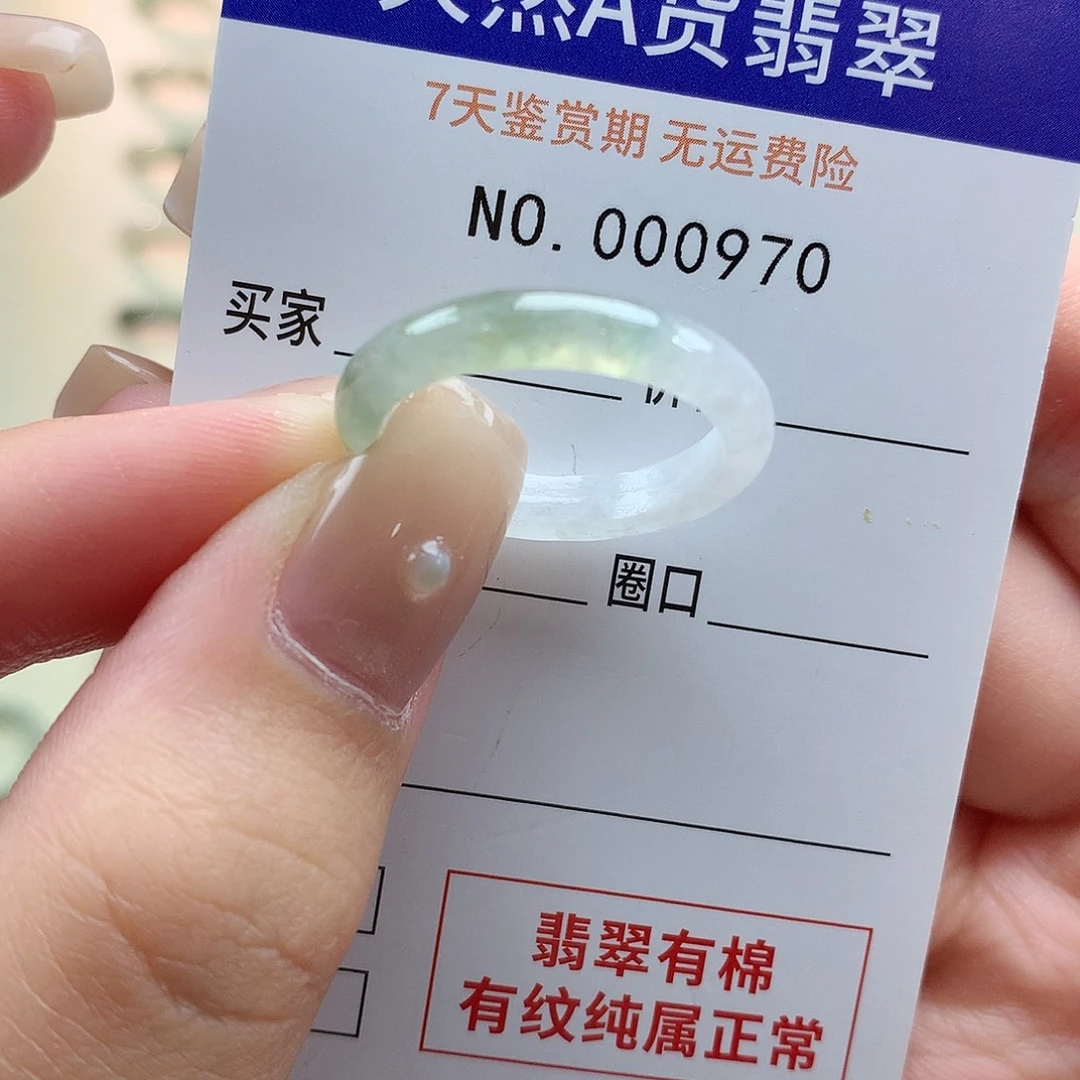 天然A货翡翠
7天鉴赏期 无运费险
NO. 000970
买家
圈口
翡翠有棉
有纹纯属正常